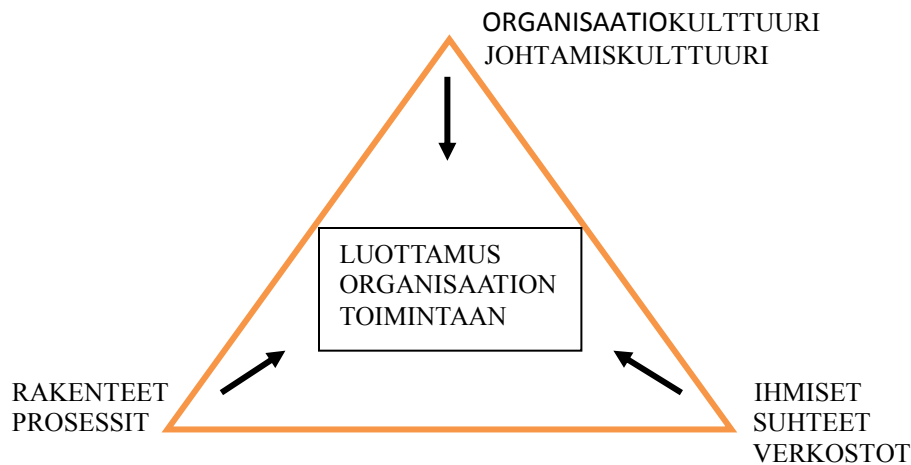 ORGANISAATIOKULTTUURI
JOHTAMISKULTTUURI
LUOTTAMUS
ORGANISAATION
TOIMINTAAN
RAKENTEET
PROSESSIT
IHMISET
SUHTEET
VERKOSTOT